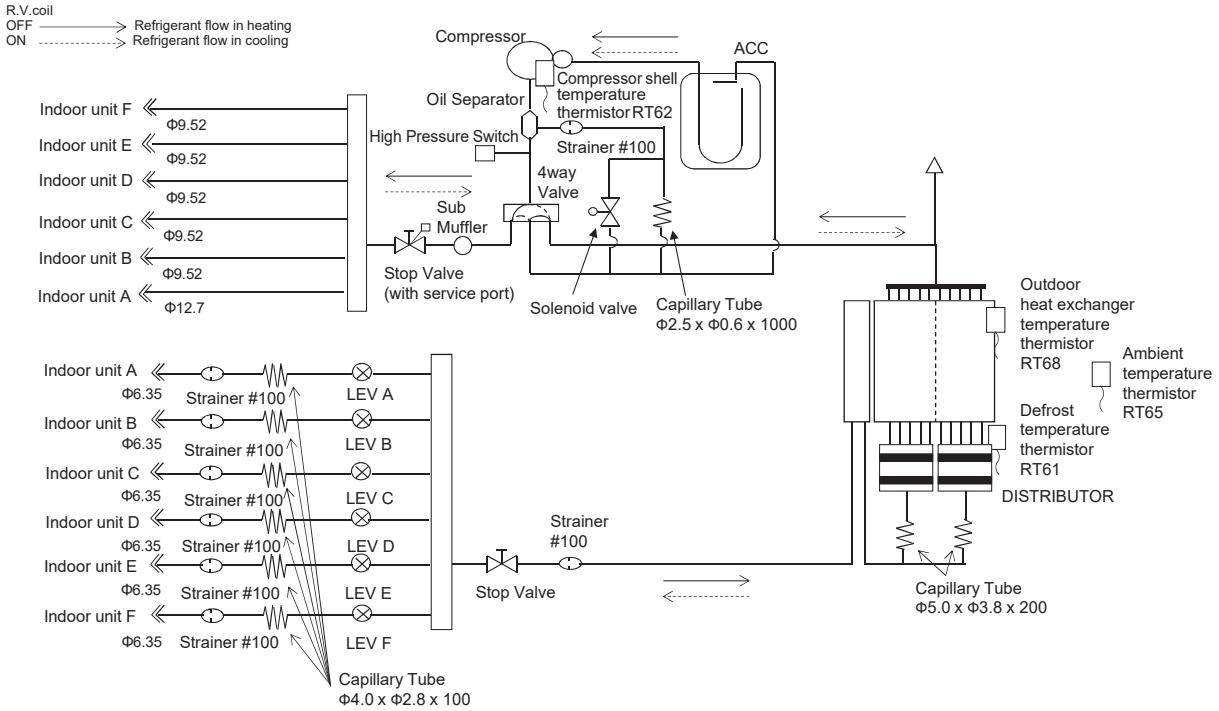 R.V.coil
OFF Refrigerant flow in heating
ON Refrigerant flow in cooling
Compressor
ACC
Compressor shell
temperature
thermistor RT62
Oil Separator
High Pressure Switch
Strainer #100
4way
Valve
Sub
Muffler
Stop Valve
(with service port)
Solenoid valve
Capillary Tube
Φ2.5 x Φ0.6 x 1000
Indoor unit F
Φ9.52
Indoor unit E
Φ9.52
Indoor unit D
Φ9.52
Indoor unit C
Φ9.52
Indoor unit B
Φ9.52
Indoor unit A
Φ12.7
Outdoor
heat exchanger
temperature
thermistor
RT68
Ambient
temperature
thermistor
RT65
Defrost
temperature
thermistor
RT61
DISTRIBUTOR
Capillary Tube
Φ5.0 x Φ3.8 x 200
Indoor unit A
Φ6.35
Strainer #100
LEV A
Indoor unit B
Φ6.35
Strainer #100
LEV B
Indoor unit C
Φ6.35
Strainer #100
LEV C
Indoor unit D
Φ6.35
Strainer #100
LEV D
Indoor unit E
Φ6.35
Strainer #100
LEV E
Indoor unit F
Φ6.35
Strainer #100
LEV F
Strainer
#100
Stop Valve
Capillary Tube
Φ4.0 x Φ2.8 x 100